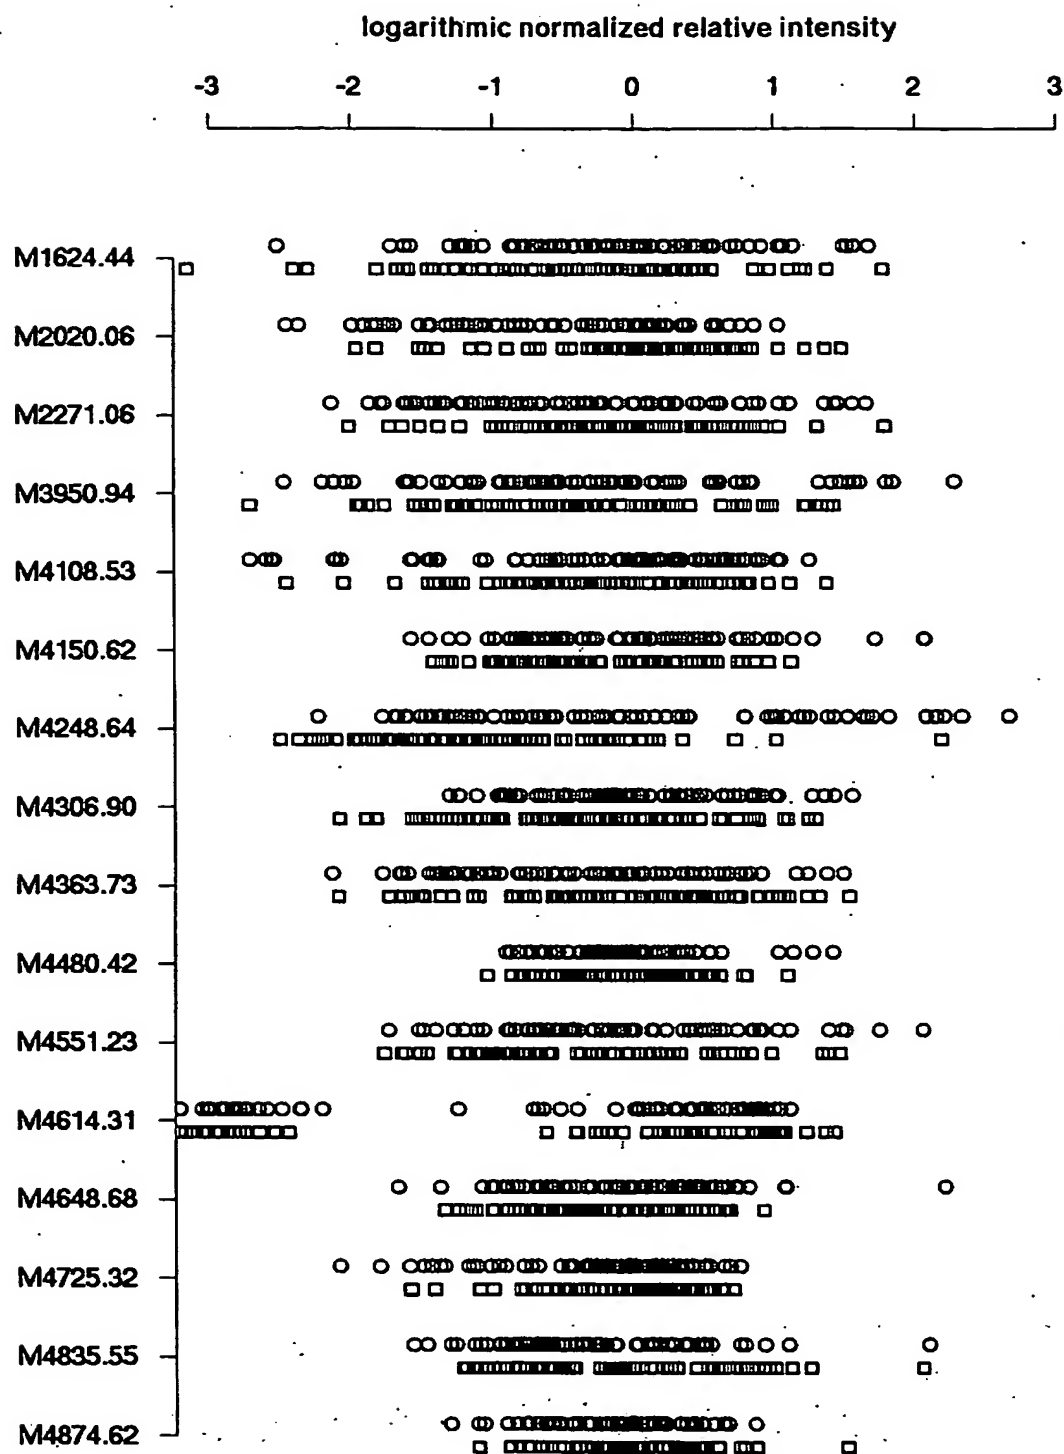 logarithmic normalized relative intensity
-3 -2 -1 0 1 2 3
M1624.44
M2020.06
M2271.06
M3950.94
M4108.53
M4150.62
M4248.64
M4306.90
M4363.73
M4480.42
M4551.23
M4614.31
M4648.68
M4725.32
M4835.55
M4874.62